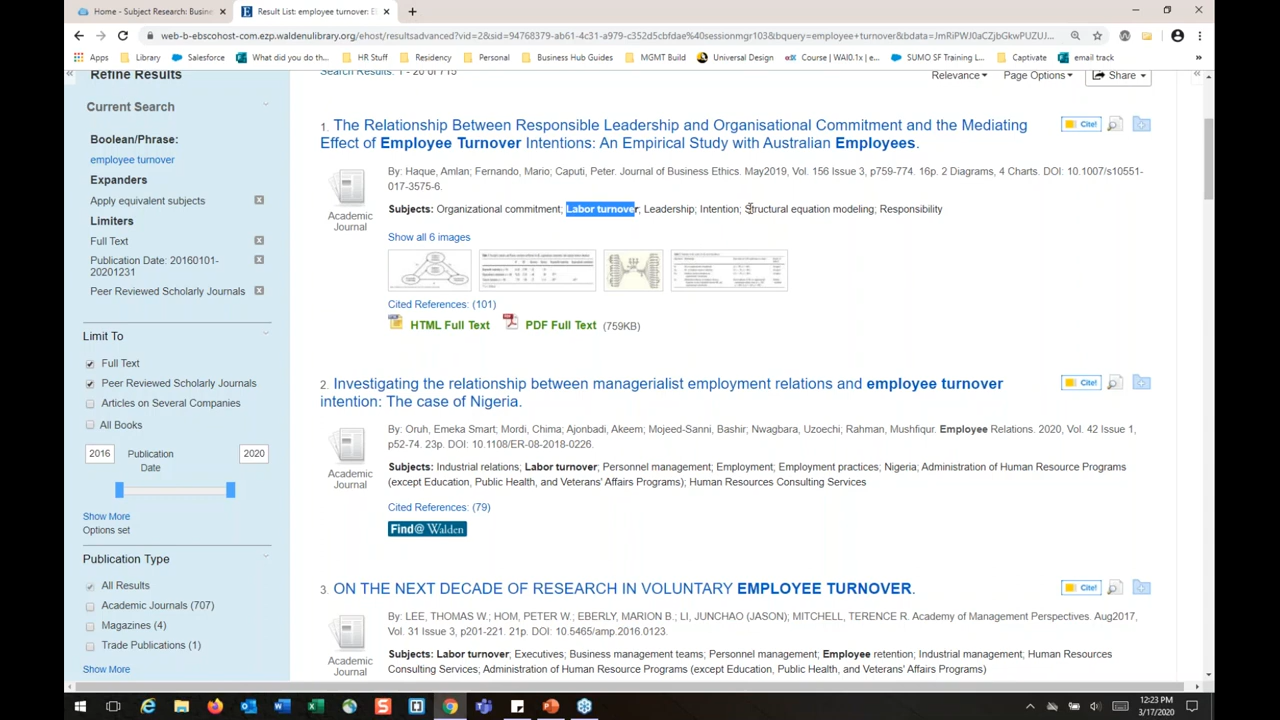 Home - Subject Research: Busine
Result List: employee turnover: E
web-b-ebscohost-com.ezp.waldenulibrary.org/ehost/resultsadvanced?vid=2&sid=94768379-ab61-4c31-a979-c352d5cbfdae%40sessionmgr103&bquery=employee+turnover&bdata=JmRiPWJ0aCZjbGkwPUZUJ...
Apps Library Salesforce What did you do th... HR Stuff Residency Personal Business Hub Guides MGMT Build Universal Design Course | WAI0.1x | e... SUMO SF Training L... Captivate email track »
Refine Results
Search Results: 1 - 20 of 715
Relevance Page Options Share
Current Search
Boolean/Phrase:
employee turnover
Expanders
Apply equivalent subjects
Limiters
Full Text
Publication Date: 20160101-
20201231
Peer Reviewed Scholarly Journals
Limit To
Full Text
Peer Reviewed Scholarly Journals
Articles on Several Companies
All Books
2016 Publication 2020
Date
Show More
Options set
Publication Type
All Results
Academic Journals (707)
Magazines (4)
Trade Publications (1)
Show More
1. The Relationship Between Responsible Leadership and Organisational Commitment and the Mediating
Effect of Employee Turnover Intentions: An Empirical Study with Australian Employees.
Cite!
By: Haque, Amlan; Fernando, Mario; Caputi, Peter. Journal of Business Ethics. May2019, Vol. 156 Issue 3, p759-774. 16p. 2 Diagrams, 4 Charts. DOI: 10.1007/s10551-
017-3575-6.
Academic
Journal
Subjects: Organizational commitment; Labor turnover; Leadership; Intention; Structural equation modeling; Responsibility
Show all 6 images
Cited References: (101)
HTML Full Text PDF Full Text (759KB)
2. Investigating the relationship between managerialist employment relations and employee turnover
intention: The case of Nigeria.
Cite!
By: Oruh, Emeka Smart; Mordi, Chima; Ajonbadi, Akeem; Mojeed-Sanni, Bashir; Nwagbara, Uzoechi; Rahman, Mushfiqur. Employee Relations. 2020, Vol. 42 Issue 1,
p52-74. 23p. DOI: 10.1108/ER-08-2018-0226.
Academic
Journal
Subjects: Industrial relations; Labor turnover; Personnel management; Employment; Employment practices; Nigeria; Administration of Human Resource Programs
(except Education, Public Health, and Veterans' Affairs Programs); Human Resources Consulting Services
Cited References: (79)
Find@ Walden
3. ON THE NEXT DECADE OF RESEARCH IN VOLUNTARY EMPLOYEE TURNOVER.
Cite!
By: LEE, THOMAS W.; HOM, PETER W.; EBERLY, MARION B.; LI, JUNCHAO (JASON); MITCHELL, TERENCE R. Academy of Management Perspectives. Aug2017,
Vol. 31 Issue 3, p201-221. 21p. DOI: 10.5465/amp.2016.0123.
Academic
Journal
Subjects: Labor turnover; Executives; Business management teams; Personnel management; Employee retention; Industrial management; Human Resources
Consulting Services; Administration of Human Resource Programs (except Education, Public Health, and Veterans' Affairs Programs)
12:23 PM
3/17/2020